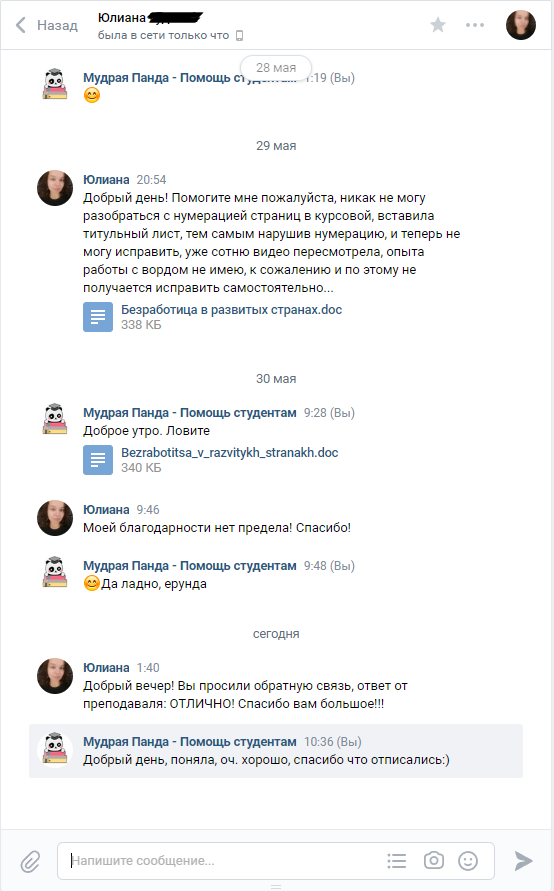 Назад
Юлиана
была в сети только что
28 мая
Мудрая Панда - Помощь студентам 1:19 (Вы)
29 мая
Юлиана 20:54
Добрый день! Помогите мне пожалуйста, никак не могу
разобраться с нумерацией страниц в курсовой, вставила
титульный лист, тем самым нарушив нумерацию, и теперь не
могу исправить, уже сотню видео пересмотрела, опыта
работы с вордом не имею, к сожалению и по этому не
получается исправить самостоятельно...
Безработица в развитых странах.doc
338 КБ
30 мая
Мудрая Панда - Помощь студентам 9:28 (Вы)
Доброе утро. Ловите
Bezrabotitsa_v_razvitykh_stranakh.doc
340 КБ
Юлиана 9:46
Моей благодарности нет предела! Спасибо!
Мудрая Панда - Помощь студентам 9:48 (Вы)
😊Да ладно, ерунда
сегодня
Юлиана 1:40
Добрый вечер! Вы просили обратную связь, ответ от
преподаваля: ОТЛИЧНО! Спасибо вам большое!!!
Мудрая Панда - Помощь студентам 10:36 (Вы)
Добрый день, поняла, оч. хорошо, спасибо что отписались:)
Напишите сообщение...